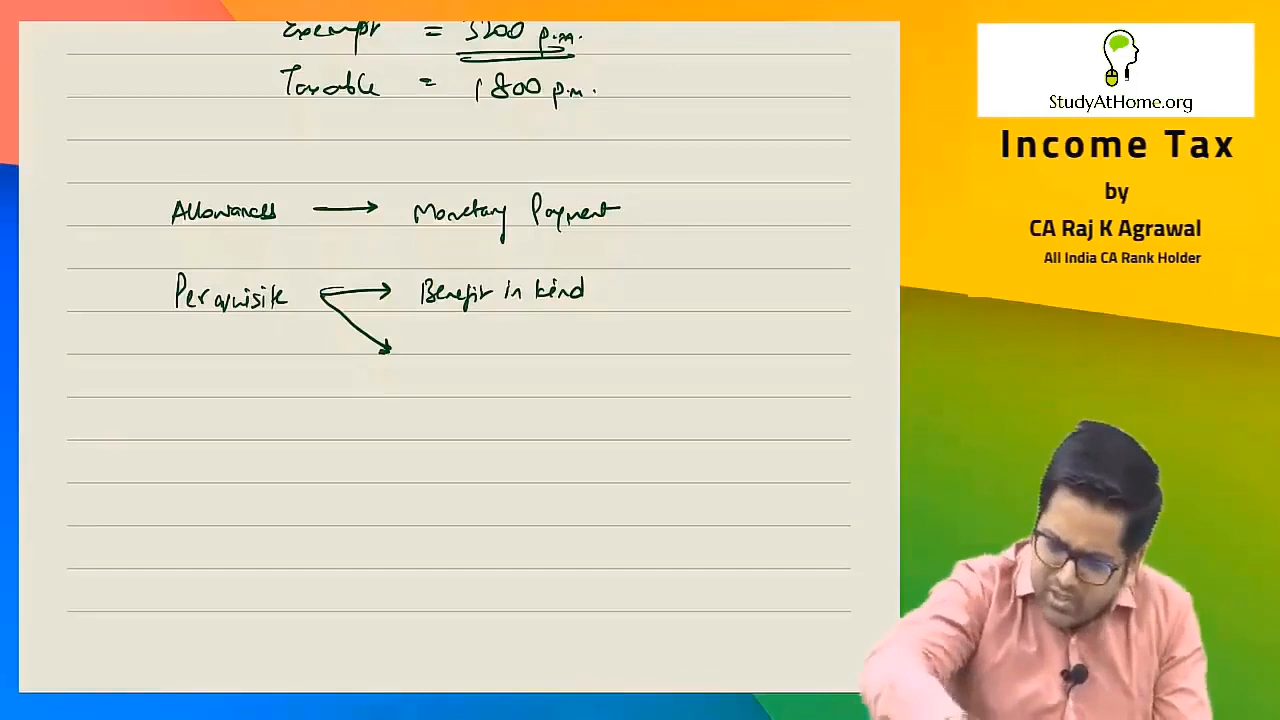 Exempt = 3200 p.m.
Taxable = 1800 p.m.
Allowances → Monetary Payment
Perquisite → Benefit in kind
StudyAtHome.org
Income Tax
by
CA Raj K Agrawal
All India CA Rank Holder